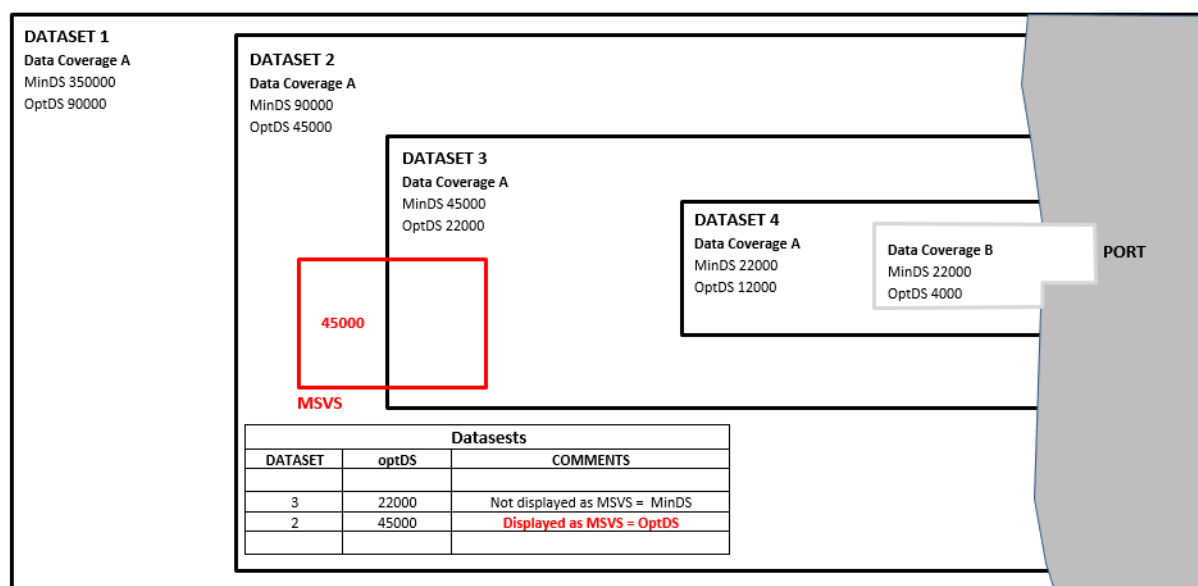 DATASET 1
Data Coverage A
MinDS 350000
OptDS 90000
DATASET 2
Data Coverage A
MinDS 90000
OptDS 45000
DATASET 3
Data Coverage A
MinDS 45000
OptDS 22000
DATASET 4
Data Coverage A
MinDS 22000
OptDS 12000
Data Coverage B
MinDS 22000
OptDS 4000
PORT
45000
MSVS
Datasests
DATASET optDS COMMENTS
3 22000 Not displayed as MSVS = MinDS
2 45000 Displayed as MSVS = OptDS